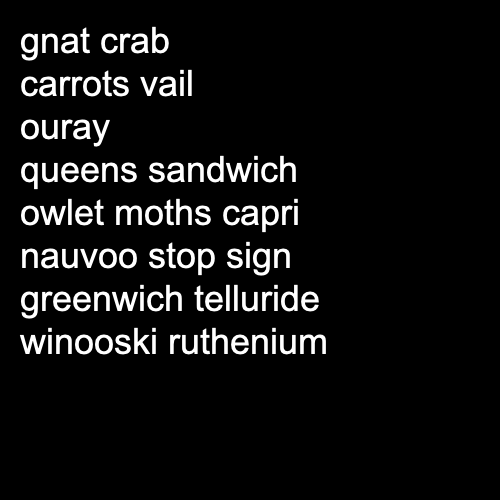 gnat crab
carrots vail
ouray
queens sandwich
owlet moths capri
nauvoo stop sign
greenwich telluride
winooski ruthenium